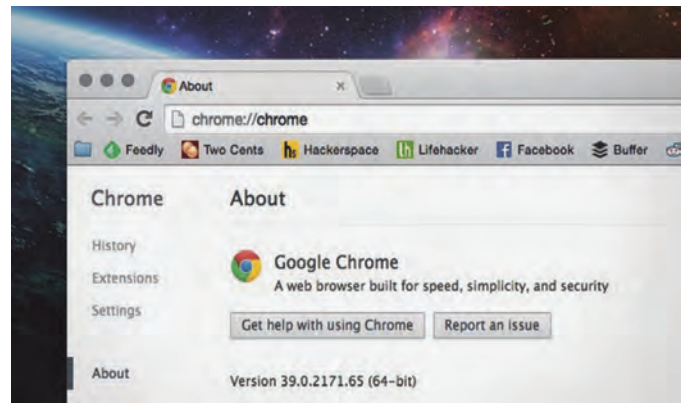 About
chrome://chrome
Feedly Two Cents hs Hackerspace lh Lifehacker f Facebook Buffer
Chrome About
History
Google Chrome
Extensions
A web browser built for speed, simplicity, and security
Settings
Get help with using Chrome Report an issue
About
Version 39.0.2171.65 (64-bit)